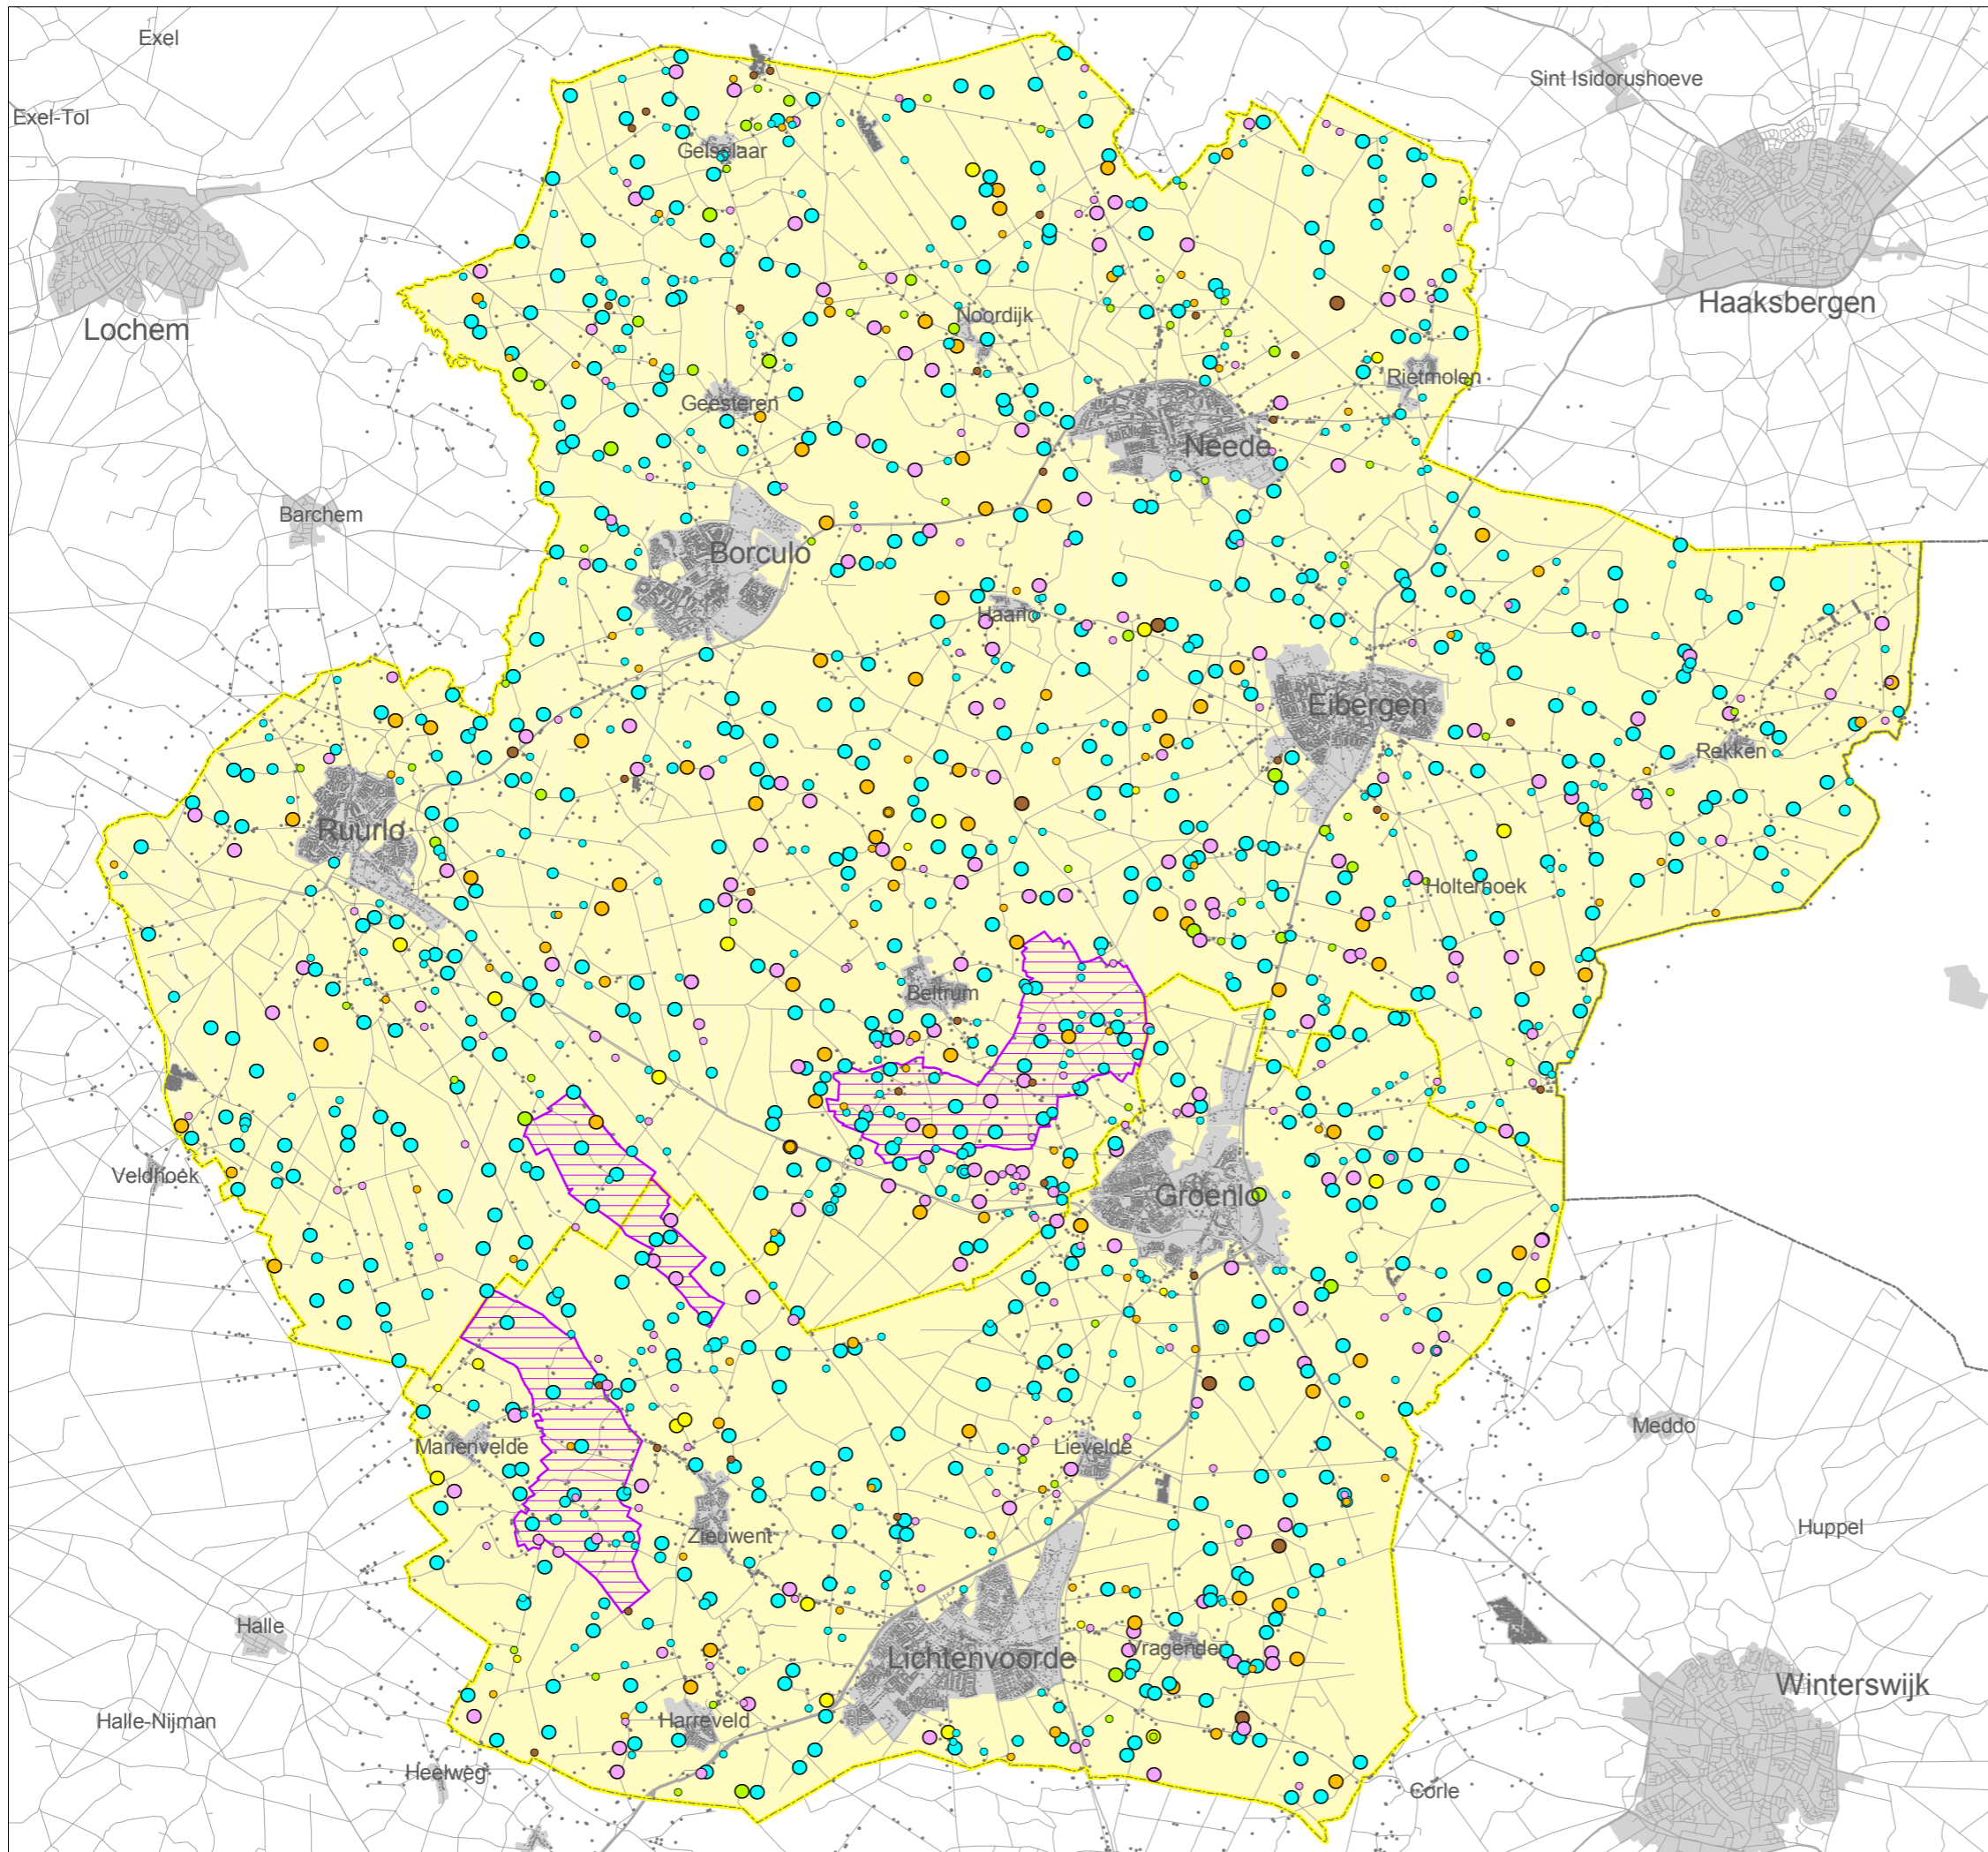 Exel
Sint Isidorushoeve
Exel-Tol
Gelselaar
Haaksbergen
Noordijk
Lochem
Rietmolen
Geesteren
Neede
Barchem
Borculo
Haarlo
Eibergen
Rekken
Ruurlo
Holterhoek
Beltrum
Veldhoek
Groenlo
Meddo
Mariënvelde
Lievelde
Huppel
Zieuwent
Halle
Vragender
Lichtenvoorde
Winterswijk
Halle-Nijman
Harreveld
Heelweg
Corle